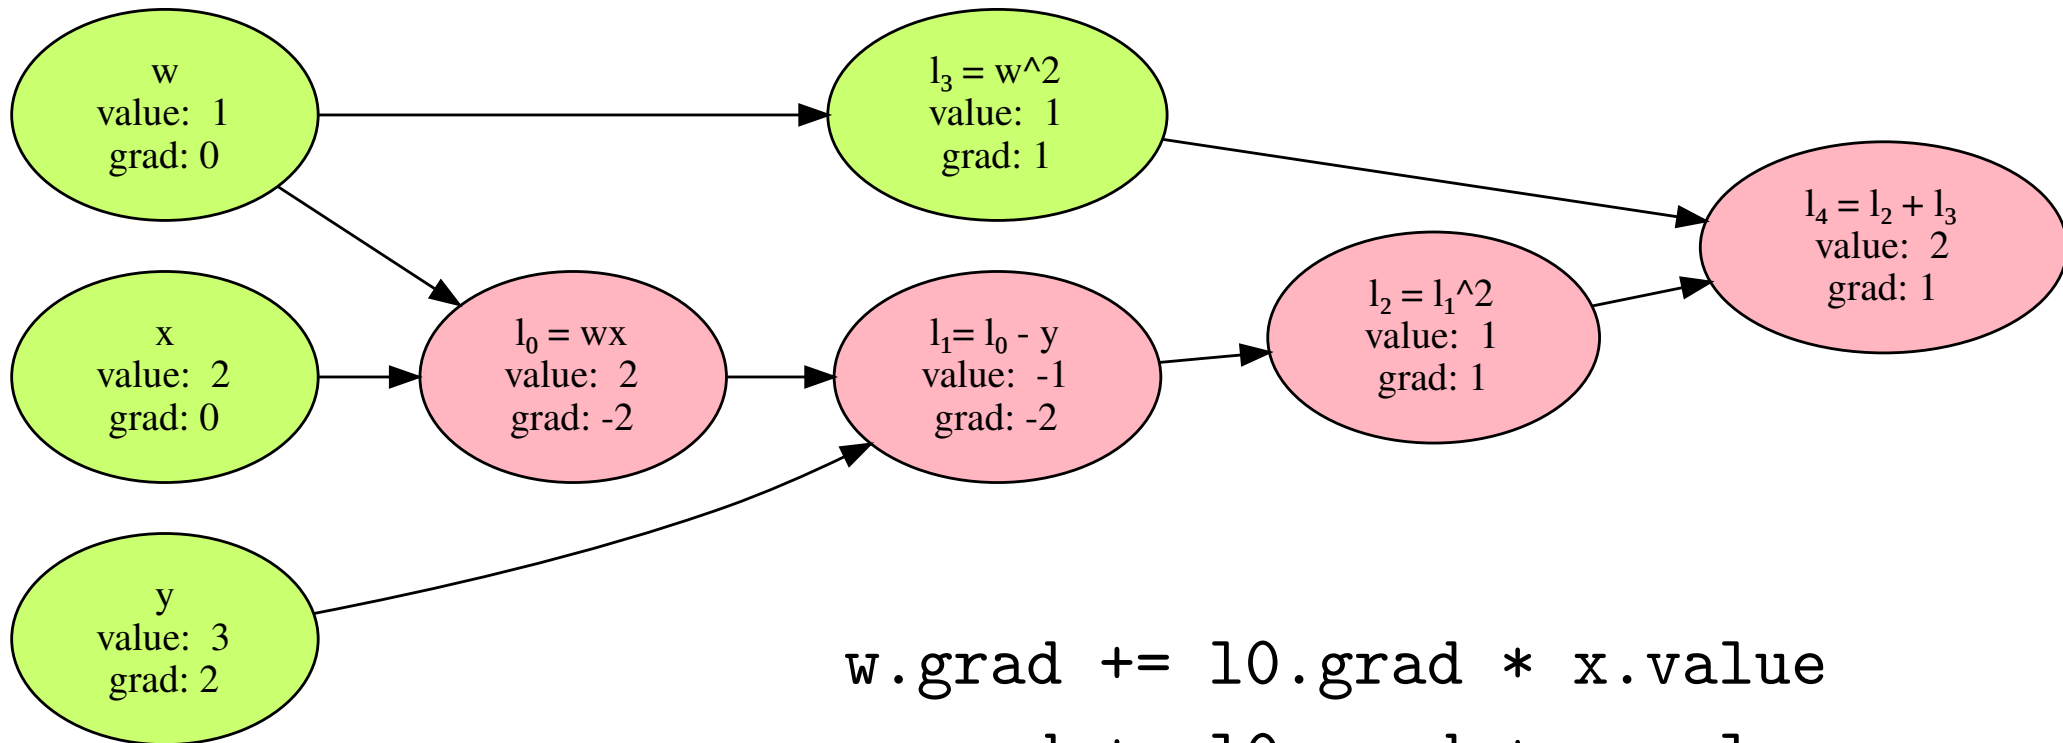 w
value: 1
grad: 0
l₃ = w^2
value: 1
grad: 1
l₄ = l₂ + l₃
value: 2
grad: 1
x
value: 2
grad: 0
l₀ = wx
value: 2
grad: -2
l₁= l₀ - y
value: -1
grad: -2
l₂ = l₁^2
value: 1
grad: 1
y
value: 3
grad: 2
w.grad += l0.grad * x.value